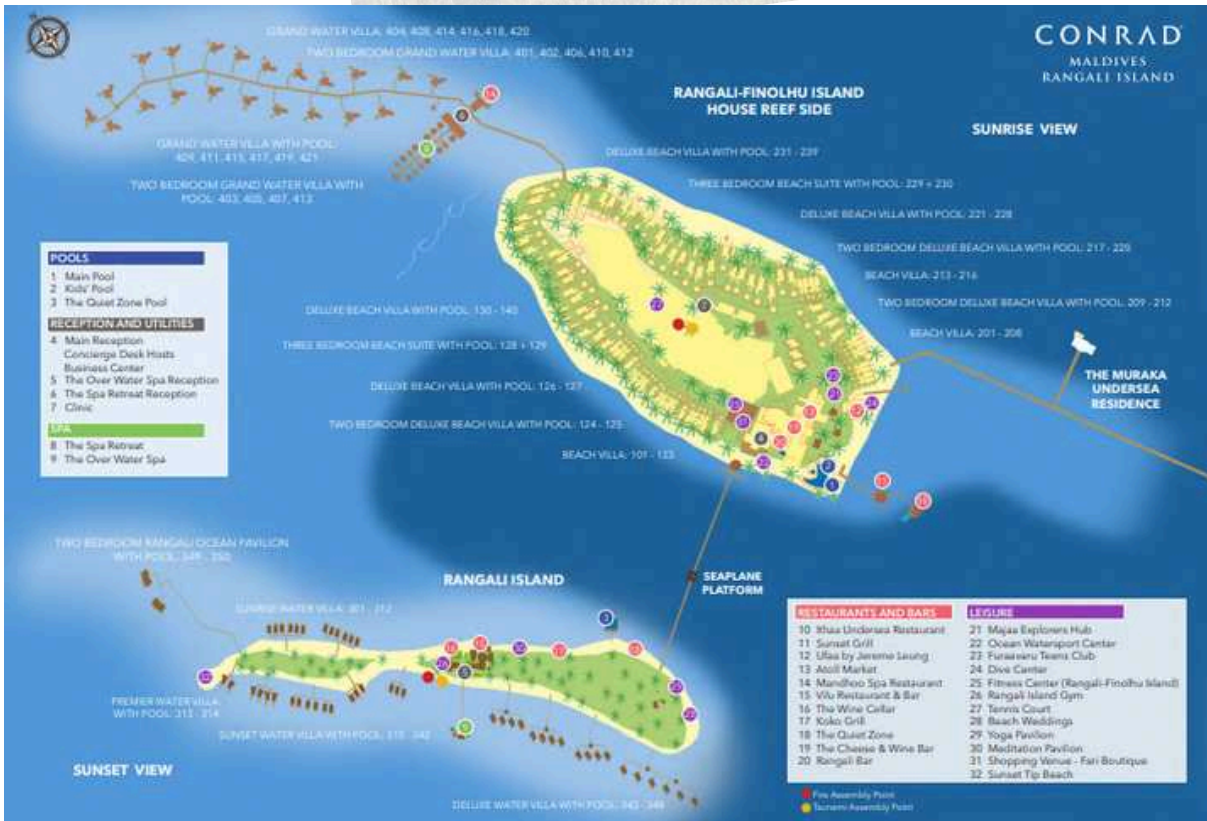 CONRAD
MALDIVES
RANGALI ISLAND
GRAND WATER VILLA: 404, 408, 414, 416, 418, 420
TWO BEDROOM GRAND WATER VILLA: 401, 402, 406, 410, 412
RANGALI-FINOLHU ISLAND
HOUSE REEF SIDE
SUNRISE VIEW
GRAND WATER VILLA WITH POOL:
409, 411, 415, 417, 419, 421
TWO BEDROOM GRAND WATER VILLA WITH
POOL: 403, 405, 407, 413
DELUXE BEACH VILLA WITH POOL: 231 - 239
THREE BEDROOM BEACH SUITE WITH POOL: 229 + 230
DELUXE BEACH VILLA WITH POOL: 221 - 228
TWO BEDROOM DELUXE BEACH VILLA WITH POOL: 217 - 220
BEACH VILLA: 213 - 216
TWO BEDROOM DELUXE BEACH VILLA WITH POOL: 209 - 212
BEACH VILLA: 201 - 208
THE MURAKA
UNDERSEA
RESIDENCE
POOLS
1 Main Pool
2 Kids' Pool
3 The Quiet Zone Pool
RECEPTION AND UTILITIES
4 Main Reception
Concierge Desk Hosts
Business Center
5 The Over Water Spa Reception
6 The Spa Retreat Reception
7 Clinic
SPA
8 The Spa Retreat
9 The Over Water Spa
DELUXE BEACH VILLA WITH POOL: 130 - 140
THREE BEDROOM BEACH SUITE WITH POOL: 128 + 129
DELUXE BEACH VILLA WITH POOL: 126 - 127
TWO BEDROOM DELUXE BEACH VILLA WITH POOL: 124 - 125
BEACH VILLA: 101 - 123
TWO BEDROOM RANGALI OCEAN PAVILION
WITH POOL: 349 - 350
RANGALI ISLAND
SEAPLANE
PLATFORM
SUNRISE WATER VILLA: 301 - 312
PREMIER WATER VILLA
WITH POOL: 313 - 314
SUNSET WATER VILLA WITH POOL: 315 - 342
SUNSET VIEW
DELUXE WATER VILLA WITH POOL: 343 - 348
RESTAURANTS AND BARS
10 Ithaa Undersea Restaurant
11 Sunset Grill
12 Ufaa by Jereme Leung
13 Atoll Market
14 Mandhoo Spa Restaurant
15 Vilu Restaurant & Bar
16 The Wine Cellar
17 Koko Grill
18 The Quiet Zone
19 The Cheese & Wine Bar
20 Rangali Bar
LEISURE
21 Majaa Explorers Hub
22 Ocean Watersport Center
23 Furaavaru Teens Club
24 Dive Center
25 Fitness Center (Rangali-Finolhu Island)
26 Rangali Island Gym
27 Tennis Court
28 Beach Weddings
29 Yoga Pavilion
30 Meditation Pavilion
31 Shopping Venue - Fari Boutique
32 Sunset Tip Beach
Fire Assembly Point
Tsunami Assembly Point